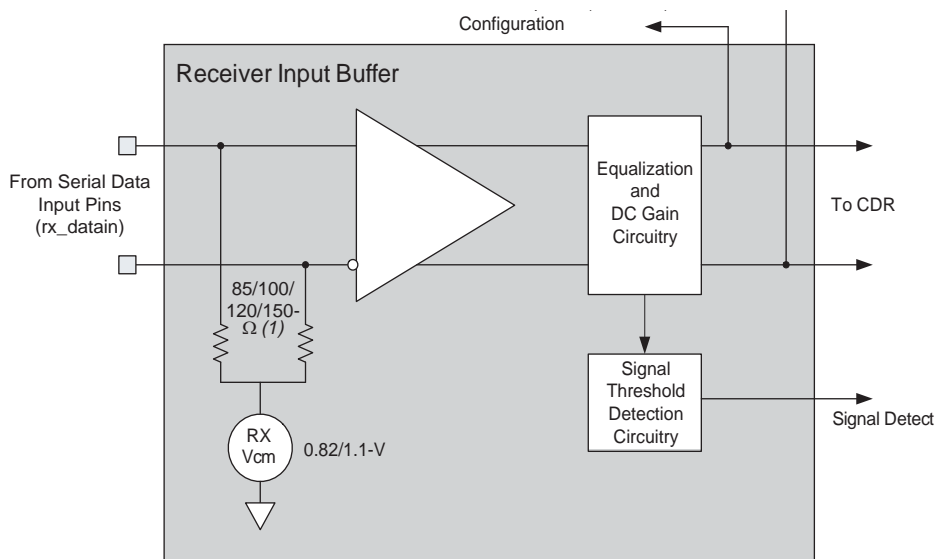 Configuration
Receiver Input Buffer
From Serial Data
Input Pins
(rx_datain)
Equalization
and
DC Gain
Circuitry
To CDR
85/100/
120/150-
Ω (1)
Signal
Threshold
Detection
Circuitry
Signal Detect
RX
Vcm
0.82/1.1-V